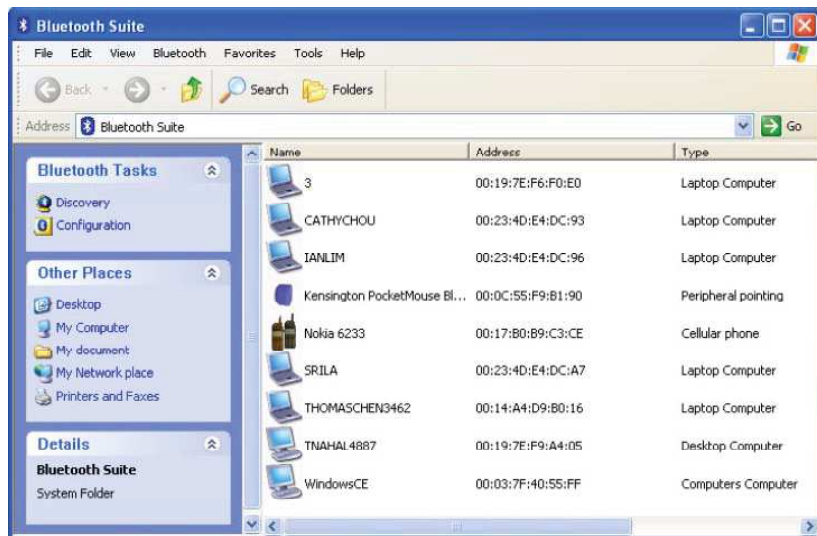 Bluetooth Suite
File Edit View Bluetooth Favorites Tools Help
Back Search Folders
Address Bluetooth Suite Go
Bluetooth Tasks
Discovery
Configuration
Other Places
Desktop
My Computer
My document
My Network place
Printers and Faxes
Details
Bluetooth Suite
System Folder
Name Address Type
3 00:19:7E:F6:F0:E0 Laptop Computer
CATHYCHOU 00:23:4D:E4:DC:93 Laptop Computer
IANLIM 00:23:4D:E4:DC:96 Laptop Computer
Kensington PocketMouse Bl... 00:0C:55:F9:B1:90 Peripheral pointing
Nokia 6233 00:17:B0:B9:C3:CE Cellular phone
SRILA 00:23:4D:E4:DC:A7 Laptop Computer
THOMASCHEN3462 00:14:A4:D9:B0:16 Laptop Computer
TNAHAL4887 00:19:7E:F9:A4:05 Desktop Computer
WindowsCE 00:03:7F:40:55:FF Computers Computer